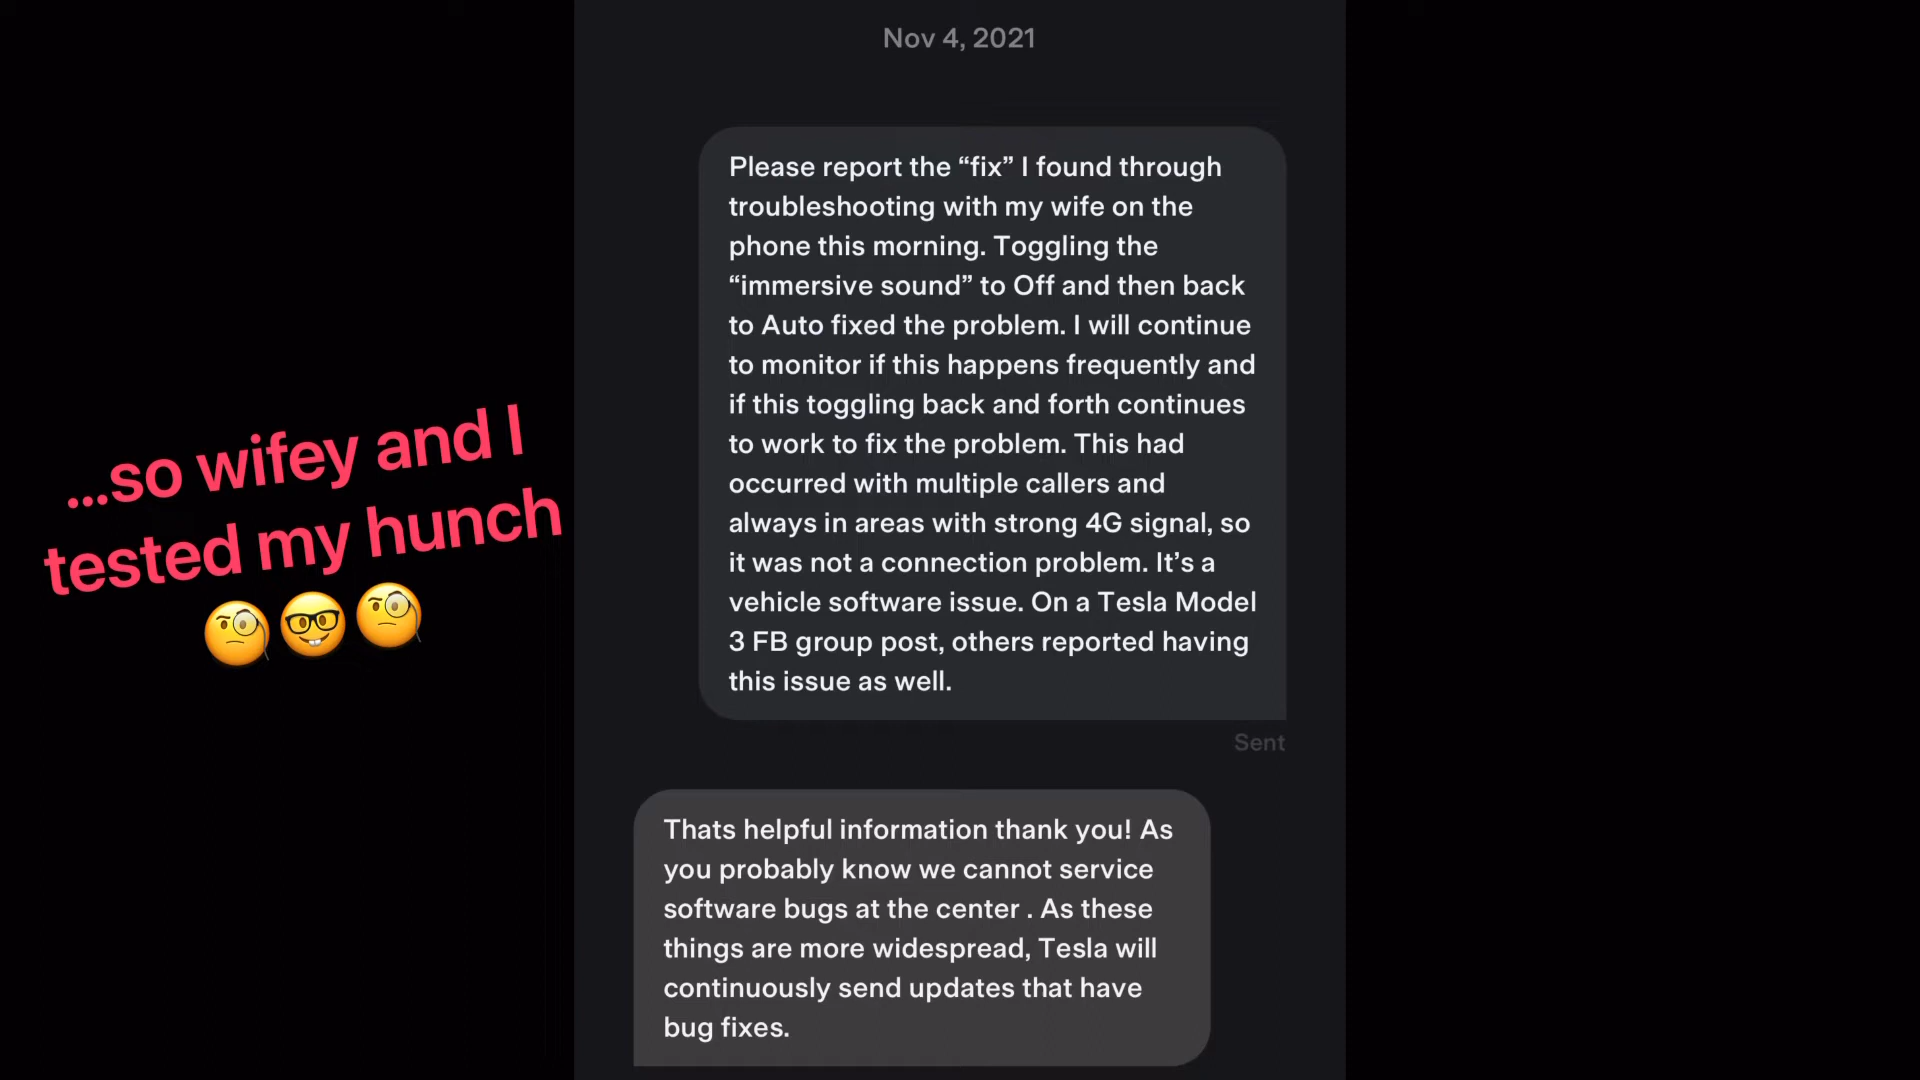 Nov 4, 2021
Please report the “fix” I found through
troubleshooting with my wife on the
phone this morning. Toggling the
“immersive sound” to Off and then back
to Auto fixed the problem. I will continue
to monitor if this happens frequently and
if this toggling back and forth continues
to work to fix the problem. This had
occurred with multiple callers and
always in areas with strong 4G signal, so
it was not a connection problem. It’s a
vehicle software issue. On a Tesla Model
3 FB group post, others reported having
this issue as well.
Sent
...so wifey and I
tested my hunch
🧐🤓🧐
Thats helpful information thank you! As
you probably know we cannot service
software bugs at the center . As these
things are more widespread, Tesla will
continuously send updates that have
bug fixes.